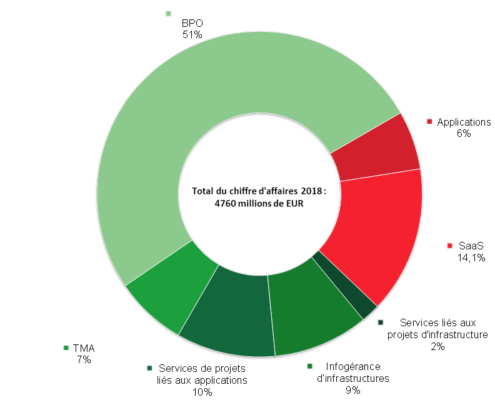 BPO
51%
Applications
6%
Total du chiffre d'affaires 2018 :
4760 millions de EUR
SaaS
14,1%
Services liés aux
projets d'infrastructure
2%
Infogérance
d'infrastructures
9%
Services de projets
liés aux applications
10%
TMA
7%